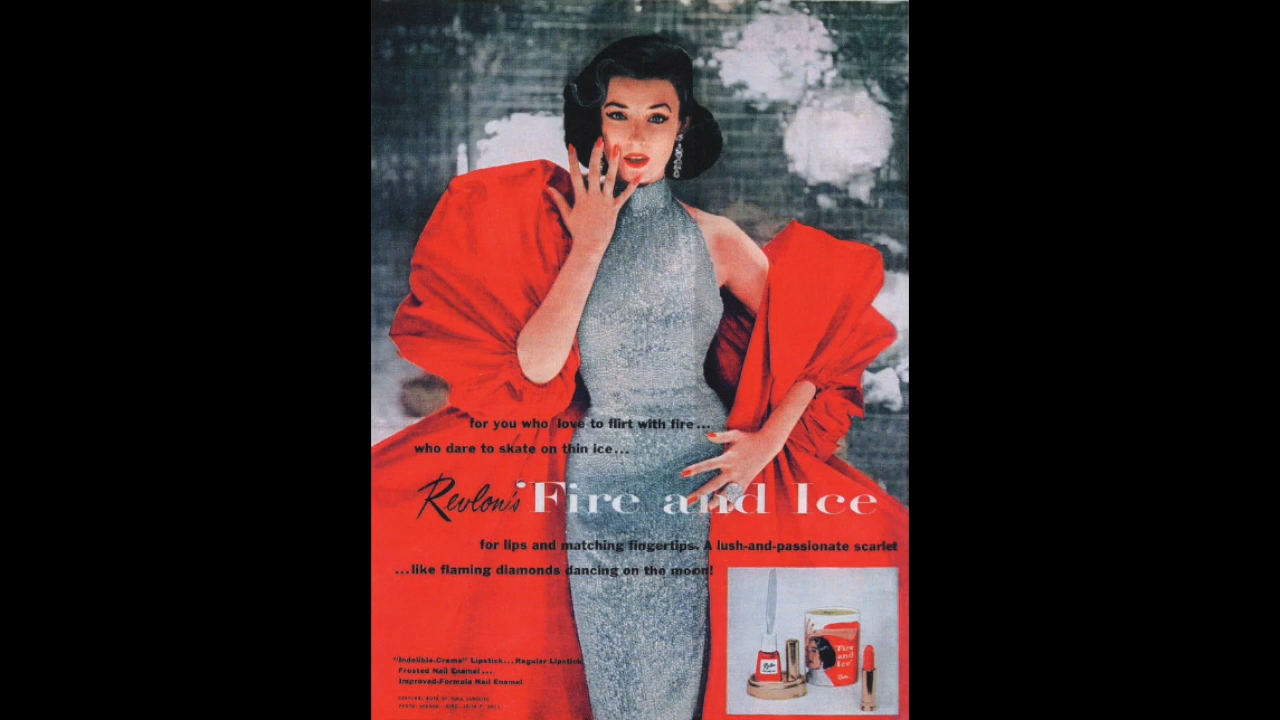 for you who love to flirt with fire...
who dare to skate on thin ice...
Revlon's 'Fire and Ice
for lips and matching fingertips. A lush-and-passionate scarlet
...like flaming diamonds dancing on the moon!
"Indelible-Creme" Lipstick...Regular Lipstick
Frosted Nail Enamel...
Improved-Formula Nail Enamel
'Fire
and
Ice'